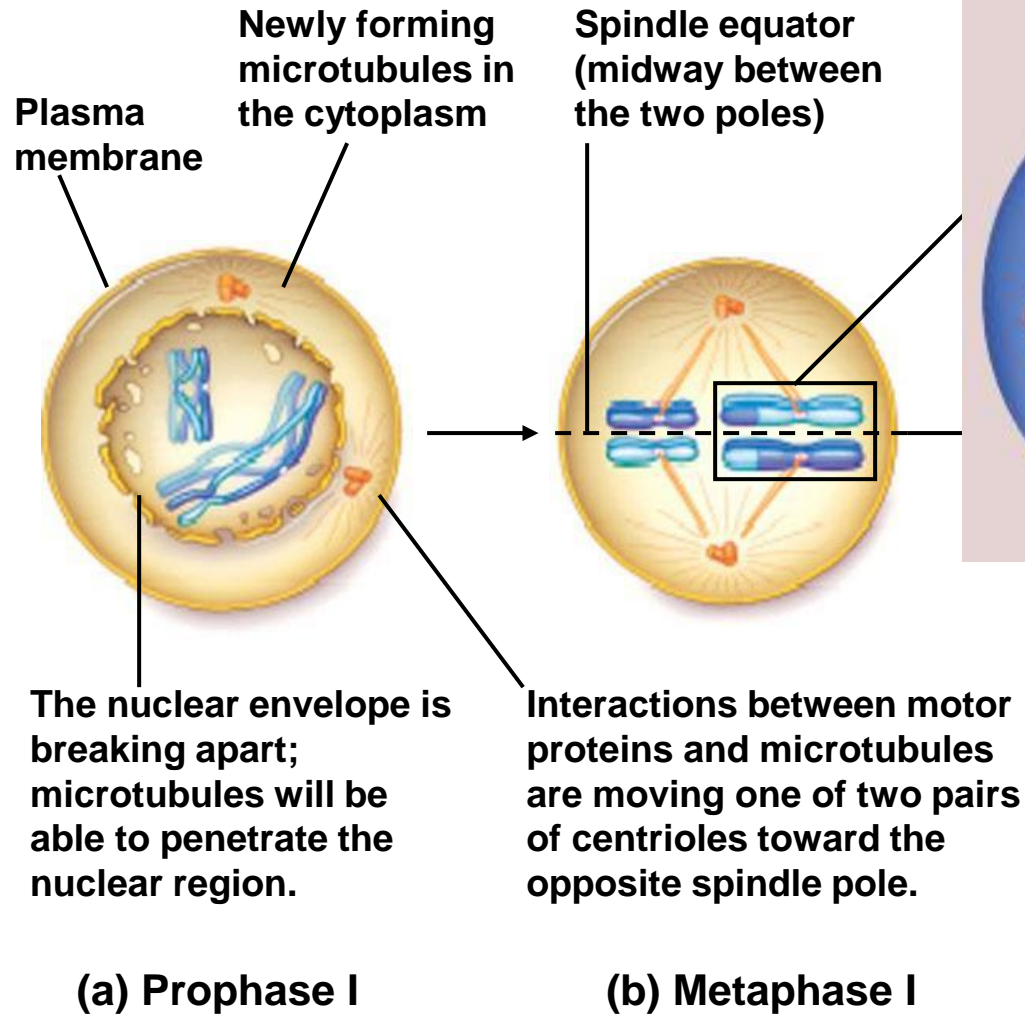 Plasma
membrane
Newly forming
microtubules in
the cytoplasm
Spindle equator
(midway between
the two poles)
The nuclear envelope is
breaking apart;
microtubules will be
able to penetrate the
nuclear region.
Interactions between motor
proteins and microtubules
are moving one of two pairs
of centrioles toward the
opposite spindle pole.
(a) Prophase I
(b) Metaphase I